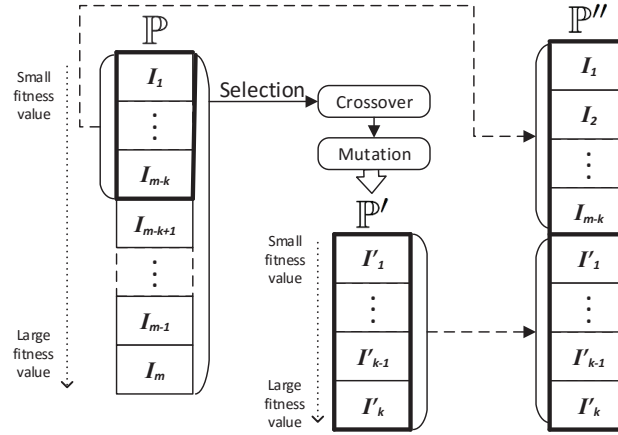 ℙ
Small
fitness
value
I₁
⋮
Iₘ₋ₖ
Iₘ₋ₖ₊₁
⋮
Iₘ₋₁
Iₘ
Large
fitness
value
Selection
Crossover
Mutation
ℙ′
Small
fitness
value
I′₁
⋮
I′ₖ₋₁
I′ₖ
Large
fitness
value
ℙ″
I₁
I₂
⋮
Iₘ₋ₖ
I′₁
⋮
I′ₖ₋₁
I′ₖ